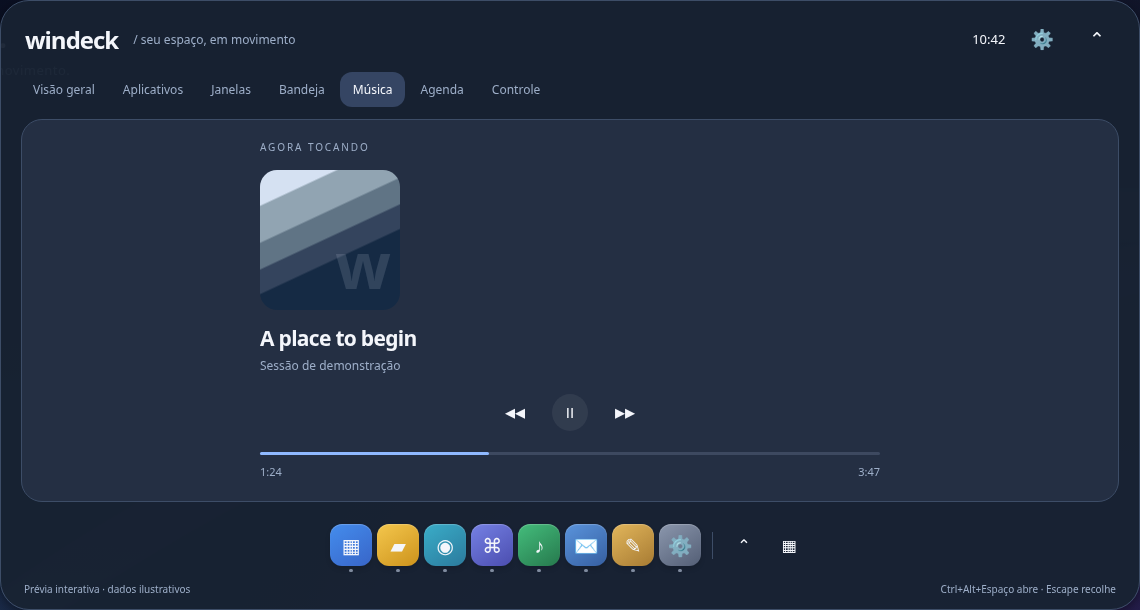 windeck / seu espaço, em movimento 10:42
Visão geral Aplicativos Janelas Bandeja Música Agenda Controle
AGORA TOCANDO
w
A place to begin
Sessão de demonstração
1:24 3:47
Prévia interativa · dados ilustrativos Ctrl+Alt+Espaço abre · Escape recolhe